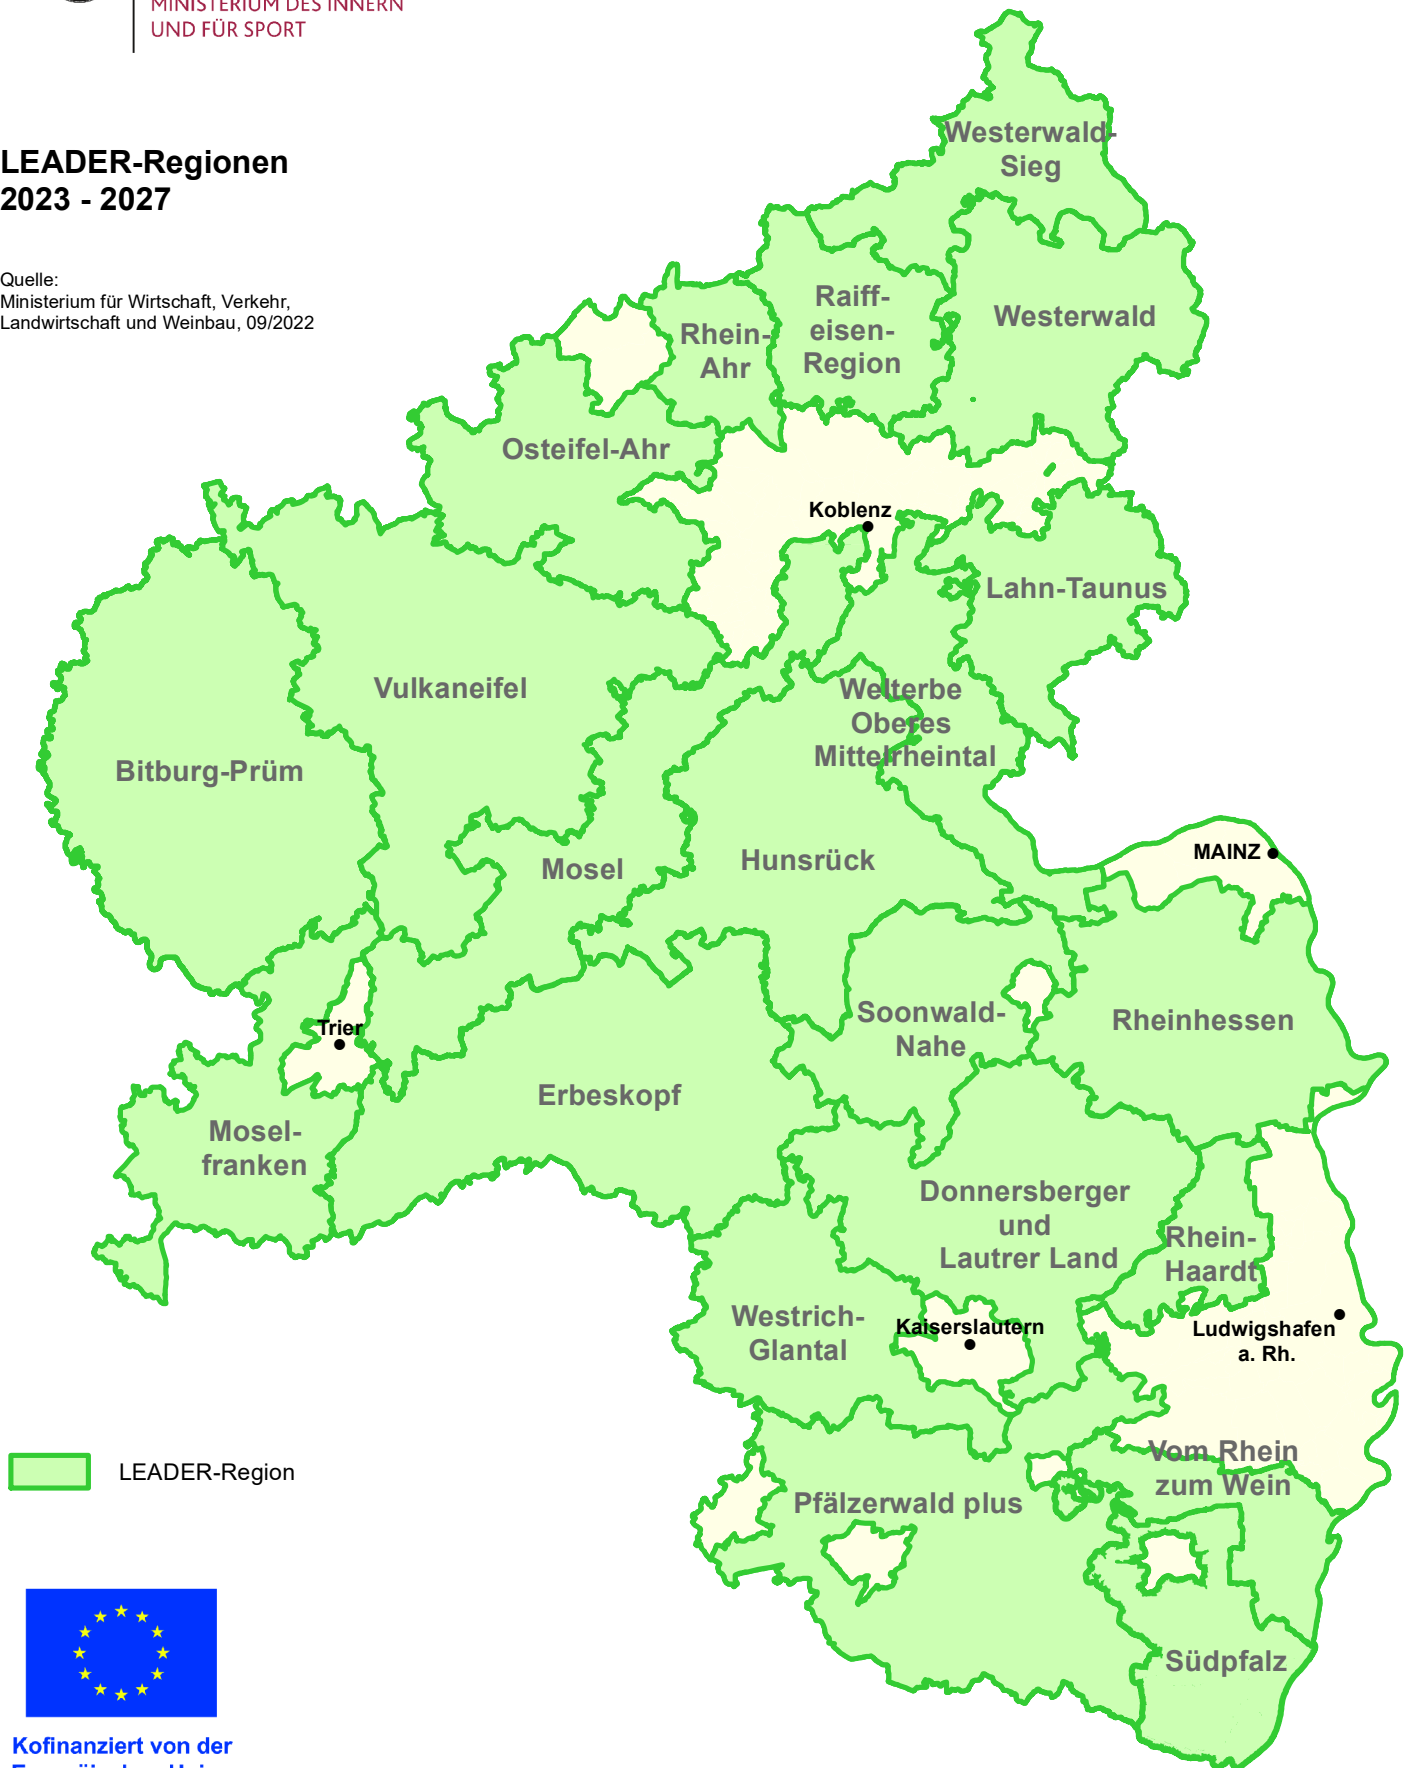 MINISTERIUM DES INNERN
UND FÜR SPORT
LEADER-Regionen
2023 - 2027
Quelle:
Ministerium für Wirtschaft, Verkehr,
Landwirtschaft und Weinbau, 09/2022
Westerwald-
Sieg
Westerwald
Raiff-
eisen-
Region
Rhein-
Ahr
Osteifel-Ahr
Koblenz
Lahn-Taunus
Vulkaneifel
Welterbe
Oberes
Mittelrheintal
Bitburg-Prüm
Mosel
Hunsrück
MAINZ
Soonwald-
Nahe
Rheinhessen
Trier
Erbeskopf
Mosel-
franken
Donnersberger
und
Lautrer Land
Rhein-
Haardt
Westrich-
Glantal
Kaiserslautern
Ludwigshafen
a. Rh.
Vom Rhein
zum Wein
Pfälzerwald plus
Südpfalz
LEADER-Region
Kofinanziert von der